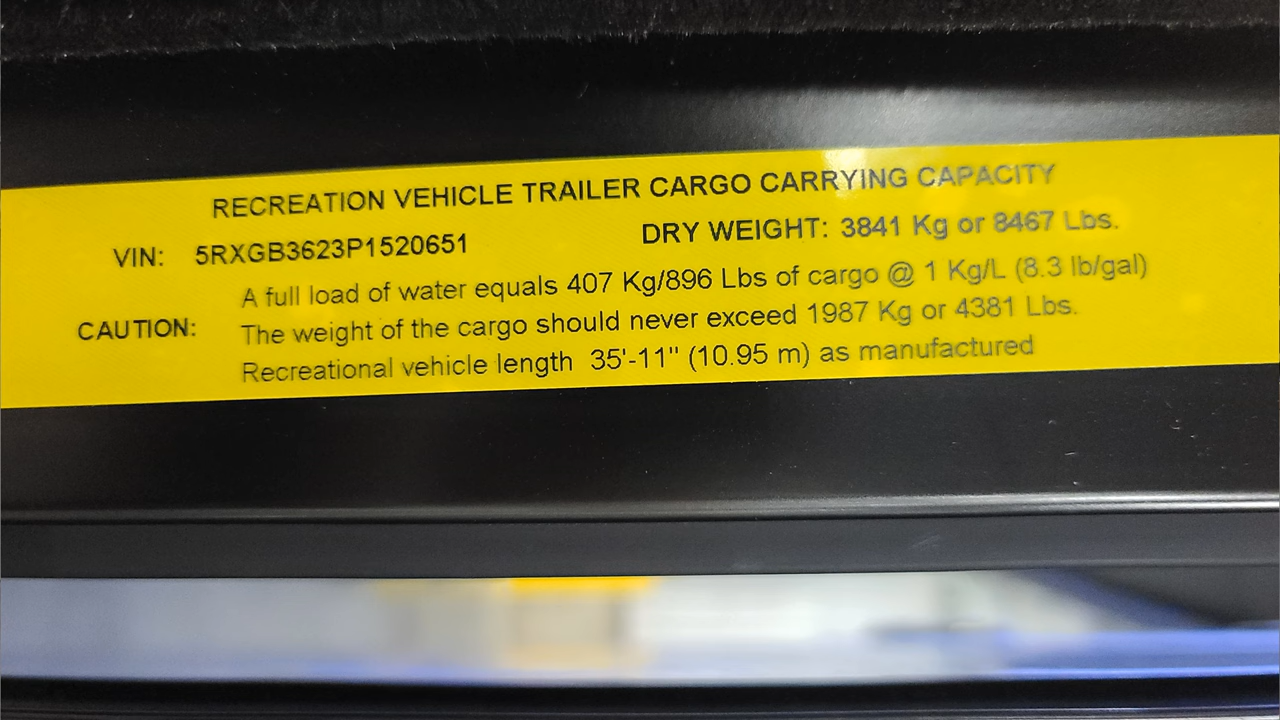 RECREATION VEHICLE TRAILER CARGO CARRYING CAPACITY
VIN: 5RXGB3623P1520651 DRY WEIGHT: 3841 Kg or 8467 Lbs.
A full load of water equals 407 Kg/896 Lbs of cargo @ 1 Kg/L (8.3 lb/gal)
CAUTION: The weight of the cargo should never exceed 1987 Kg or 4381 Lbs.
Recreational vehicle length 35'-11" (10.95 m) as manufactured